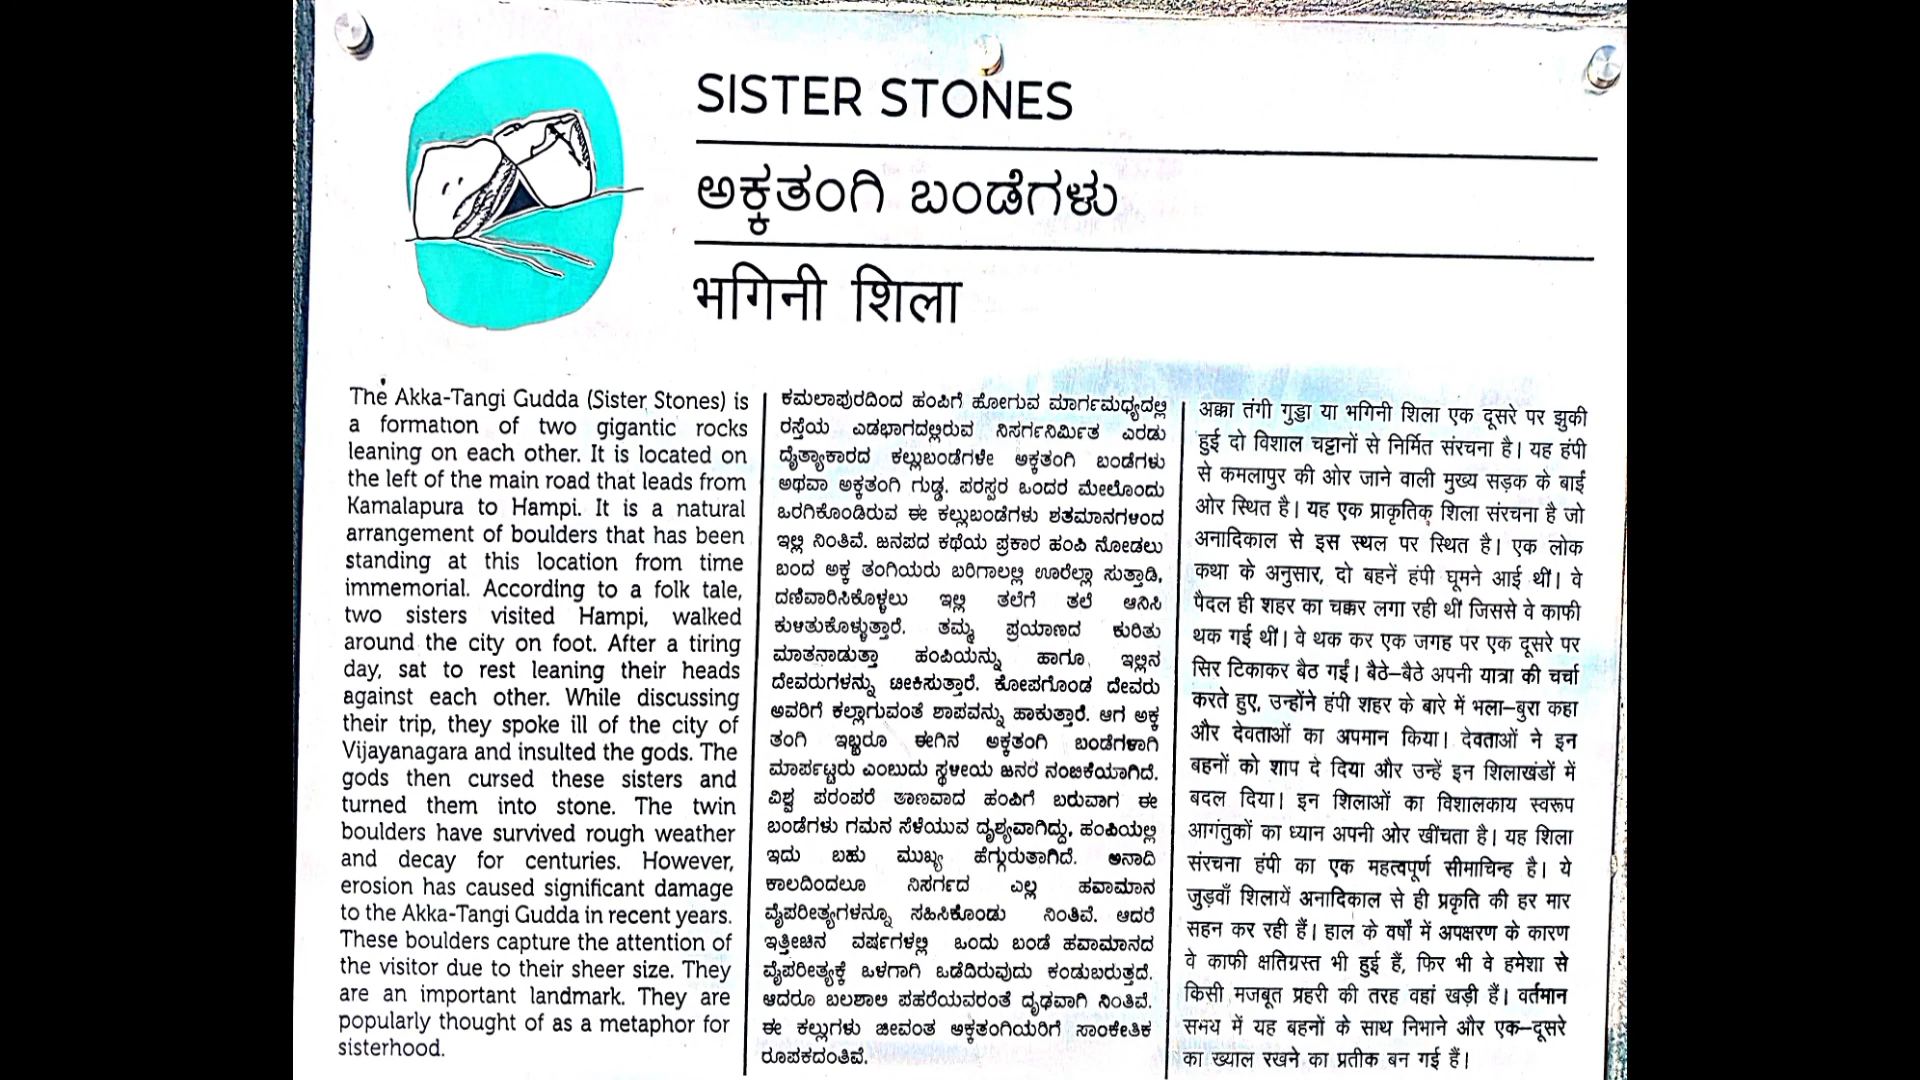 SISTER STONES
ಅಕ್ಕತಂಗಿ ಬಂಡೆಗಳು
भगिनी शिला
The Akka-Tangi Gudda (Sister Stones) is
a formation of two gigantic rocks
leaning on each other. It is located on
the left of the main road that leads from
Kamalapura to Hampi. It is a natural
arrangement of boulders that has been
standing at this location from time
immemorial. According to a folk tale,
two sisters visited Hampi, walked
around the city on foot. After a tiring
day, sat to rest leaning their heads
against each other. While discussing
their trip, they spoke ill of the city of
Vijayanagara and insulted the gods. The
gods then cursed these sisters and
turned them into stone. The twin
boulders have survived rough weather
and decay for centuries. However,
erosion has caused significant damage
to the Akka-Tangi Gudda in recent years.
These boulders capture the attention of
the visitor due to their sheer size. They
are an important landmark. They are
popularly thought of as a metaphor for
sisterhood.
ಕಮಲಾಪುರದಿಂದ ಹಂಪಿಗೆ ಹೋಗುವ ಮಾರ್ಗಮಧ್ಯದಲ್ಲಿ
ರಸ್ತೆಯ ಎಡಭಾಗದಲ್ಲಿರುವ ನಿಸರ್ಗನಿರ್ಮಿತ ಎರಡು
ದೈತ್ಯಾಕಾರದ ಕಲ್ಲುಬಂಡೆಗಳೇ ಅಕ್ಕತಂಗಿ ಬಂಡೆಗಳು
ಅಥವಾ ಅಕ್ಕತಂಗಿ ಗುಡ್ಡ. ಪರಸ್ಪರ ಒಂದರ ಮೇಲೊಂದು
ಒರಗಿಕೊಂಡಿರುವ ಈ ಕಲ್ಲುಬಂಡೆಗಳು ಶತಮಾನಗಳಿಂದ
ಇಲ್ಲಿ ನಿಂತಿವೆ. ಜನಪದ ಕಥೆಯ ಪ್ರಕಾರ ಹಂಪಿ ನೋಡಲು
ಬಂದ ಅಕ್ಕ ತಂಗಿಯರು ಬರಿಗಾಲಲ್ಲಿ ಊರೆಲ್ಲಾ ಸುತ್ತಾಡಿ,
ದಣಿವಾರಿಸಿಕೊಳ್ಳಲು ಇಲ್ಲಿ ತಲೆಗೆ ತಲೆ ಆನಿಸಿ
ಕುಳಿತುಕೊಳ್ಳುತ್ತಾರೆ. ತಮ್ಮ ಪ್ರಯಾಣದ ಕುರಿತು
ಮಾತನಾಡುತ್ತಾ ಹಂಪಿಯನ್ನು ಹಾಗೂ ಇಲ್ಲಿನ
ದೇವರುಗಳನ್ನು ಟೀಕಿಸುತ್ತಾರೆ. ಕೋಪಗೊಂಡ ದೇವರು
ಅವರಿಗೆ ಕಲ್ಲಾಗುವಂತೆ ಶಾಪವನ್ನು ಹಾಕುತ್ತಾರೆ. ಆಗ ಅಕ್ಕ
ತಂಗಿ ಇಬ್ಬರೂ ಈಗಿನ ಅಕ್ಕತಂಗಿ ಬಂಡೆಗಳಾಗಿ
ಮಾರ್ಪಟ್ಟರು ಎಂಬುದು ಸ್ಥಳೀಯ ಜನರ ನಂಬಿಕೆಯಾಗಿದೆ.
ವಿಶ್ವ ಪರಂಪರೆ ತಾಣವಾದ ಹಂಪಿಗೆ ಬರುವಾಗ ಈ
ಬಂಡೆಗಳು ಗಮನ ಸೆಳೆಯುವ ದೃಶ್ಯವಾಗಿದ್ದು, ಹಂಪಿಯಲ್ಲಿ
ಇದು ಬಹು ಮುಖ್ಯ ಹೆಗ್ಗುರುತಾಗಿದೆ. ಅನಾದಿ
ಕಾಲದಿಂದಲೂ ನಿಸರ್ಗದ ಎಲ್ಲ ಹವಾಮಾನ
ವೈಪರೀತ್ಯಗಳನ್ನೂ ಸಹಿಸಿಕೊಂಡು ನಿಂತಿವೆ. ಆದರೆ
ಇತ್ತೀಚಿನ ವರ್ಷಗಳಲ್ಲಿ ಒಂದು ಬಂಡೆ ಹವಾಮಾನದ
ವೈಪರೀತ್ಯಕ್ಕೆ ಒಳಗಾಗಿ ಒಡೆದಿರುವುದು ಕಂಡುಬರುತ್ತದೆ.
ಆದರೂ ಬಲಶಾಲಿ ಪಹರೆಯವರಂತೆ ದೃಢವಾಗಿ ನಿಂತಿವೆ.
ಈ ಕಲ್ಲುಗಳು ಜೀವಂತ ಅಕ್ಕತಂಗಿಯರಿಗೆ ಸಾಂಕೇತಿಕ
ರೂಪಕದಂತಿವೆ.
अक्का तंगी गुड्डा या भगिनी शिला एक दूसरे पर झुकी
हुई दो विशाल चट्टानों से निर्मित संरचना है। यह हंपी
से कमलापुर की ओर जाने वाली मुख्य सड़क के बाईं
ओर स्थित है। यह एक प्राकृतिक शिला संरचना है जो
अनादिकाल से इस स्थल पर स्थित है। एक लोक
कथा के अनुसार, दो बहनें हंपी घूमने आई थीं। वे
पैदल ही शहर का चक्कर लगा रही थीं जिससे वे काफी
थक गई थीं। वे थक कर एक जगह पर एक दूसरे पर
सिर टिकाकर बैठ गईं। बैठे–बैठे अपनी यात्रा की चर्चा
करते हुए, उन्होंने हंपी शहर के बारे में भला–बुरा कहा
और देवताओं का अपमान किया। देवताओं ने इन
बहनों को शाप दे दिया और उन्हें इन शिलाखंडों में
बदल दिया। इन शिलाओं का विशालकाय स्वरूप
आगंतुकों का ध्यान अपनी ओर खींचता है। यह शिला
संरचना हंपी का एक महत्वपूर्ण सीमाचिन्ह है। ये
जुड़वाँ शिलायें अनादिकाल से ही प्रकृति की हर मार
सहन कर रही हैं। हाल के वर्षों में अपक्षरण के कारण
वे काफी क्षतिग्रस्त भी हुई हैं, फिर भी वे हमेशा से
किसी मजबूत प्रहरी की तरह वहां खड़ी हैं। वर्तमान
समय में यह बहनों के साथ निभाने और एक–दूसरे
का ख्याल रखने का प्रतीक बन गई हैं।